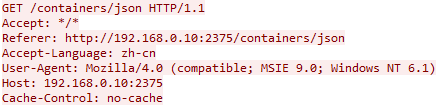 GET /containers/json HTTP/1.1
Accept: */*
Referer: http://192.168.0.10:2375/containers/json
Accept-Language: zh-cn
User-Agent: Mozilla/4.0 (compatible; MSIE 9.0; Windows NT 6.1)
Host: 192.168.0.10:2375
Cache-Control: no-cache